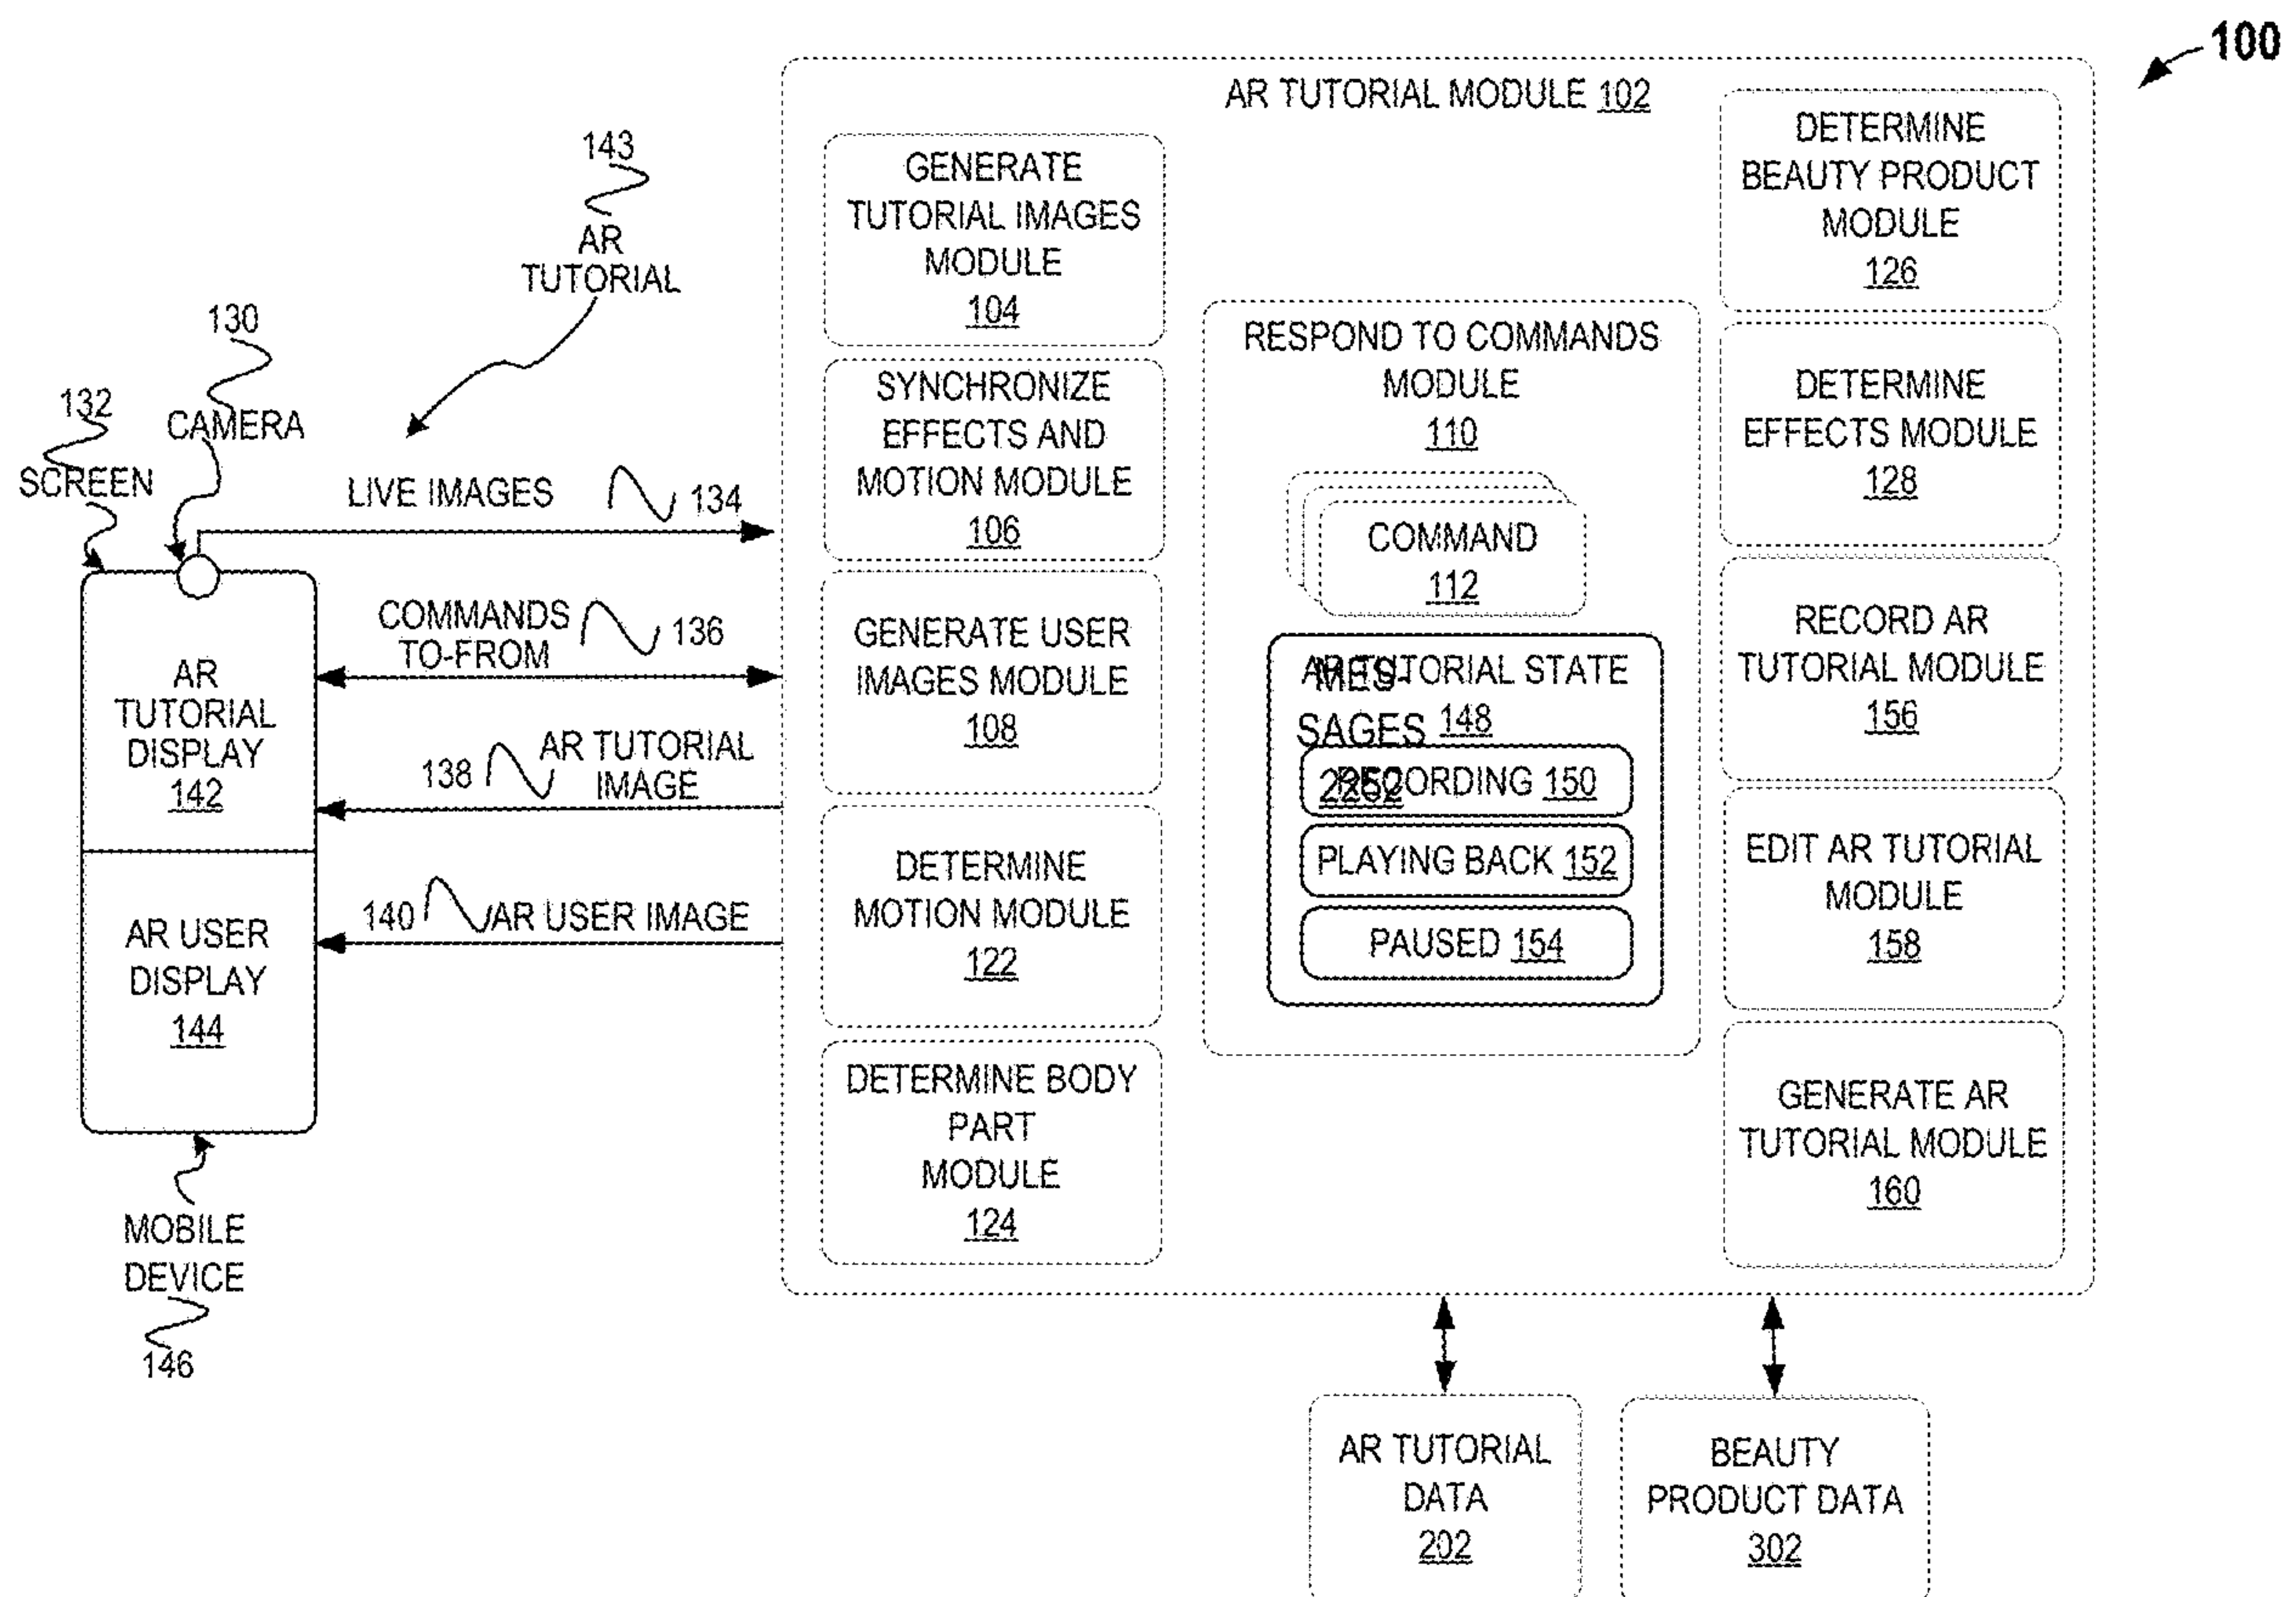 100
AR TUTORIAL MODULE 102
143
AR
TUTORIAL
130
CAMERA
132
SCREEN
LIVE IMAGES
134
COMMANDS
TO-FROM
136
138
AR TUTORIAL
IMAGE
140
AR USER IMAGE
AR
TUTORIAL
DISPLAY
142
AR USER
DISPLAY
144
MOBILE
DEVICE
146
GENERATE
TUTORIAL IMAGES
MODULE
104
SYNCHRONIZE
EFFECTS AND
MOTION MODULE
106
GENERATE USER
IMAGES MODULE
108
DETERMINE
MOTION MODULE
122
DETERMINE BODY
PART
MODULE
124
RESPOND TO COMMANDS
MODULE
110
COMMAND
112
AR TUTORIAL STATE
148
MES-
SAGES
RECORDING 150
PLAYING BACK 152
PAUSED 154
DETERMINE
BEAUTY PRODUCT
MODULE
126
DETERMINE
EFFECTS MODULE
128
RECORD AR
TUTORIAL MODULE
156
EDIT AR TUTORIAL
MODULE
158
GENERATE AR
TUTORIAL MODULE
160
AR TUTORIAL
DATA
202
BEAUTY
PRODUCT DATA
302